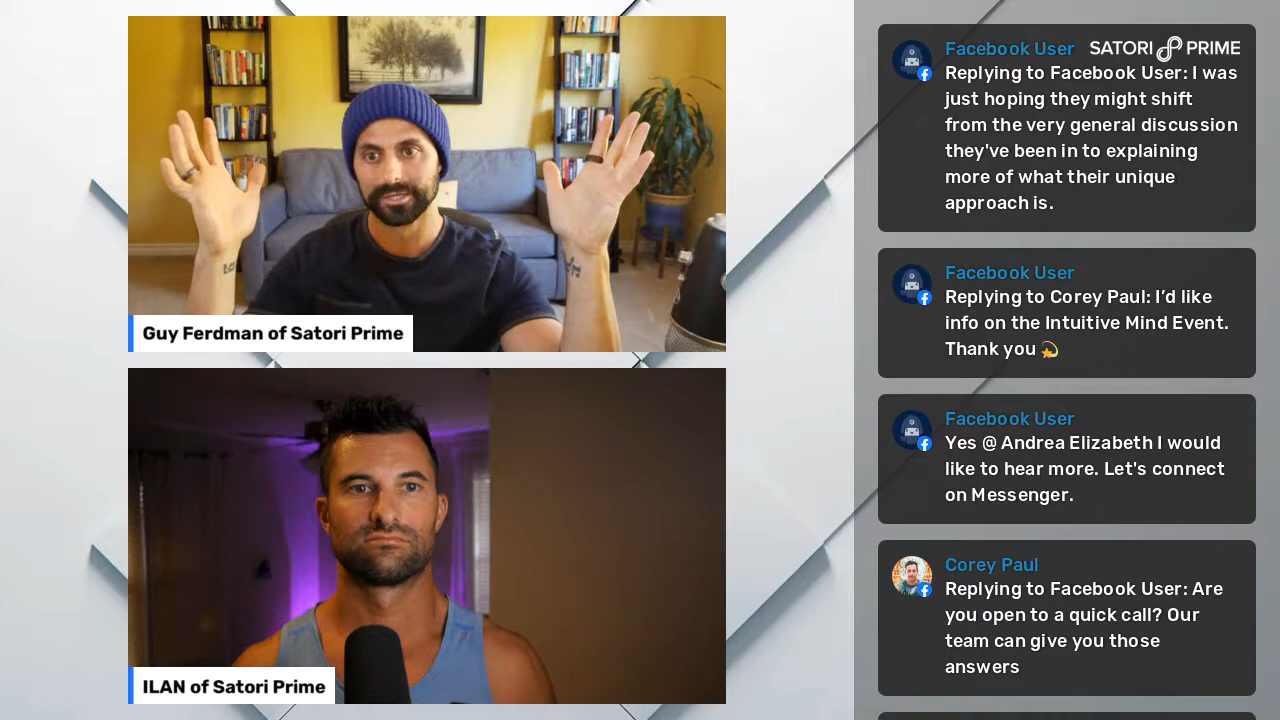 Guy Ferdman of Satori Prime
ILAN of Satori Prime
Facebook User
SATORI PRIME
Replying to Facebook User: I was
just hoping they might shift
from the very general discussion
they've been in to explaining
more of what their unique
approach is.
Facebook User
Replying to Corey Paul: I’d like
info on the Intuitive Mind Event.
Thank you 💫
Facebook User
Yes @ Andrea Elizabeth I would
like to hear more. Let's connect
on Messenger.
Corey Paul
Replying to Facebook User: Are
you open to a quick call? Our
team can give you those
answers